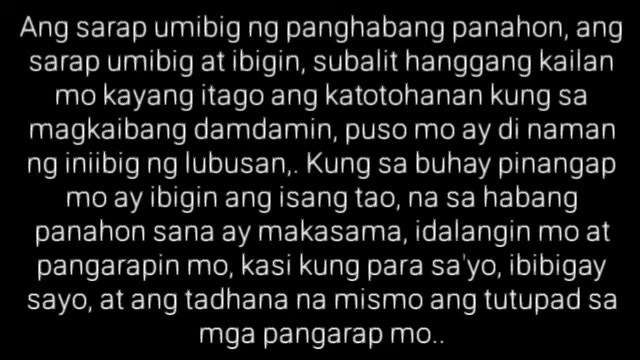 Ang sarap umibig ng panghabang panahon, ang
sarap umibig at ibigin, subalit hanggang kailan
mo kayang itago ang katotohanan kung sa
magkaibang damdamin, puso mo ay di naman
ng iniibig ng lubusan,. Kung sa buhay pinangap
mo ay ibigin ang isang tao, na sa habang
panahon sana ay makasama, idalangin mo at
pangarapin mo, kasi kung para sa'yo, ibibigay
sayo, at ang tadhana na mismo ang tutupad sa
mga pangarap mo..